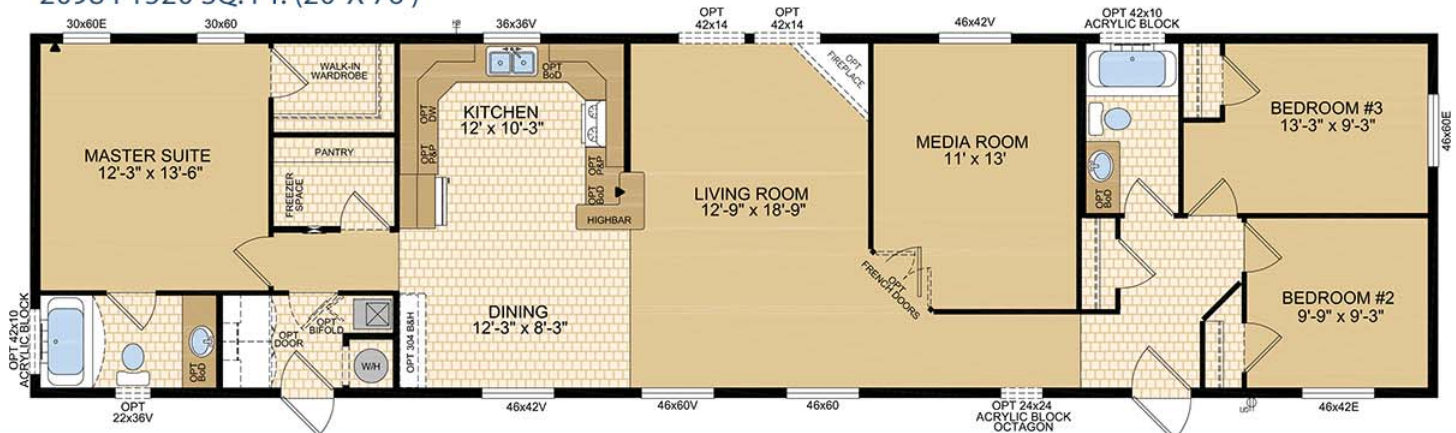 1520 SQ. FT. (20' X 76')
30x60E
30x60
36x36V
OPT
42x14
OPT
42x14
46x42V
OPT 42x10
ACRYLIC BLOCK
WALK-IN
WARDROBE
OPT
BoD
OPT
FIREPLACE
OPT
DW
KITCHEN
12' x 10'-3"
BEDROOM #3
13'-3" x 9'-3"
46x60E
MASTER SUITE
12'-3" x 13'-6"
PANTRY
FREEZER
SPACE
OPT
P&P
OPT
P&P
OPT
BoD
HIGHBAR
LIVING ROOM
12'-9" x 18'-9"
MEDIA ROOM
11' x 13'
OPT
BoD
OPT
FRENCH DOORS
DINING
12'-3" x 8'-3"
BEDROOM #2
9'-9" x 9'-3"
OPT 42x10
ACRYLIC BLOCK
OPT
BoD
OPT
DOOR
OPT
BIFOLD
W/H
OPT 304 B&H
OPT
22x36V
46x42V
46x60V
46x60
OPT 24x24
ACRYLIC BLOCK
OCTAGON
46x42E